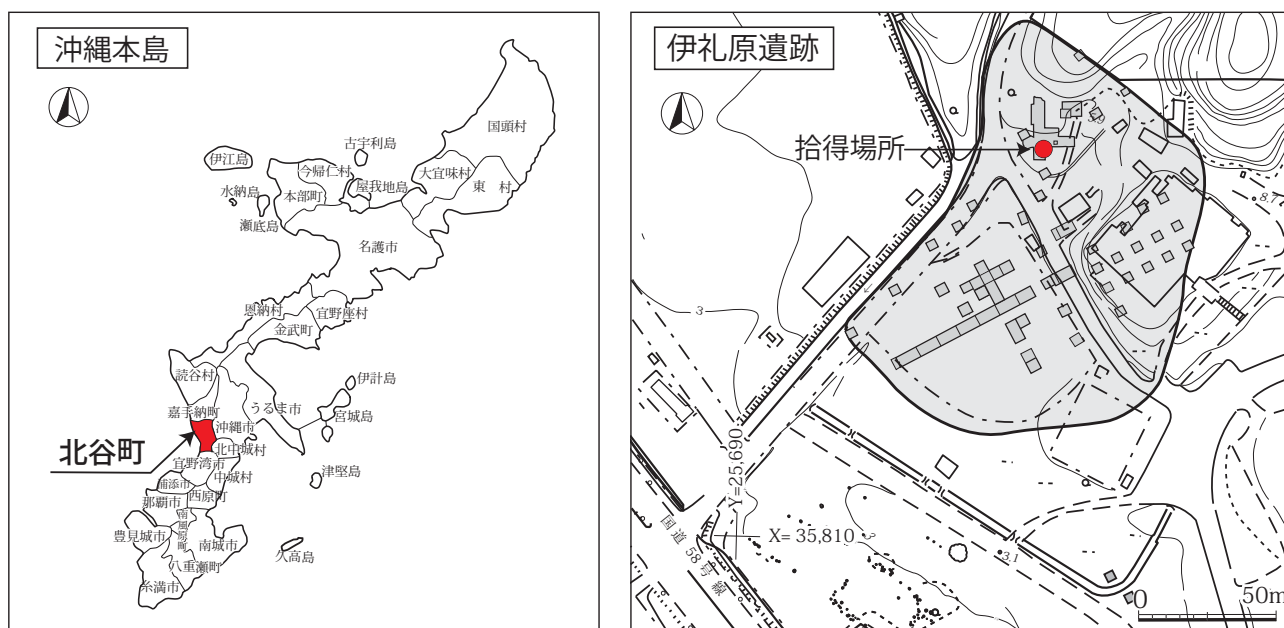 沖縄本島
国頭村
古宇利島
伊江島
今帰仁村
大宜味村
東 村
屋我地島
本部町
水納島
瀬底島
名護市
恩納村
宜野座村
金武町
読谷村
伊計島
うるま市
嘉手納町
宮城島
沖縄市
北谷町
北中城村
宜野湾市
中城村
津堅島
浦添市
西原町
那覇市
南風原町
豊見城市
南城市
久高島
八重瀬町
糸満市
伊礼原遺跡
拾得場所
8.7
3
Y=25,690
X= 35,810
3
国道 58 号線
3.1
0 50m